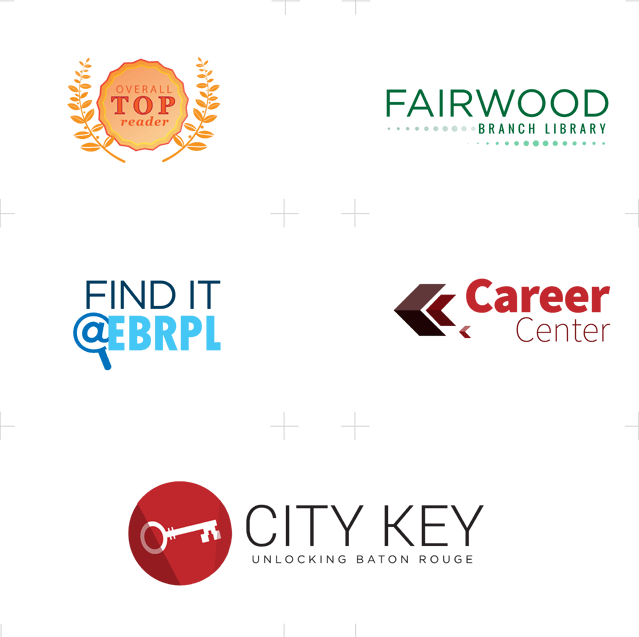 OVERALL
TOP
reader
FAIRWOOD
BRANCH LIBRARY
FIND IT
@EBRPL
Career
Center
CITY KEY
UNLOCKING BATON ROUGE